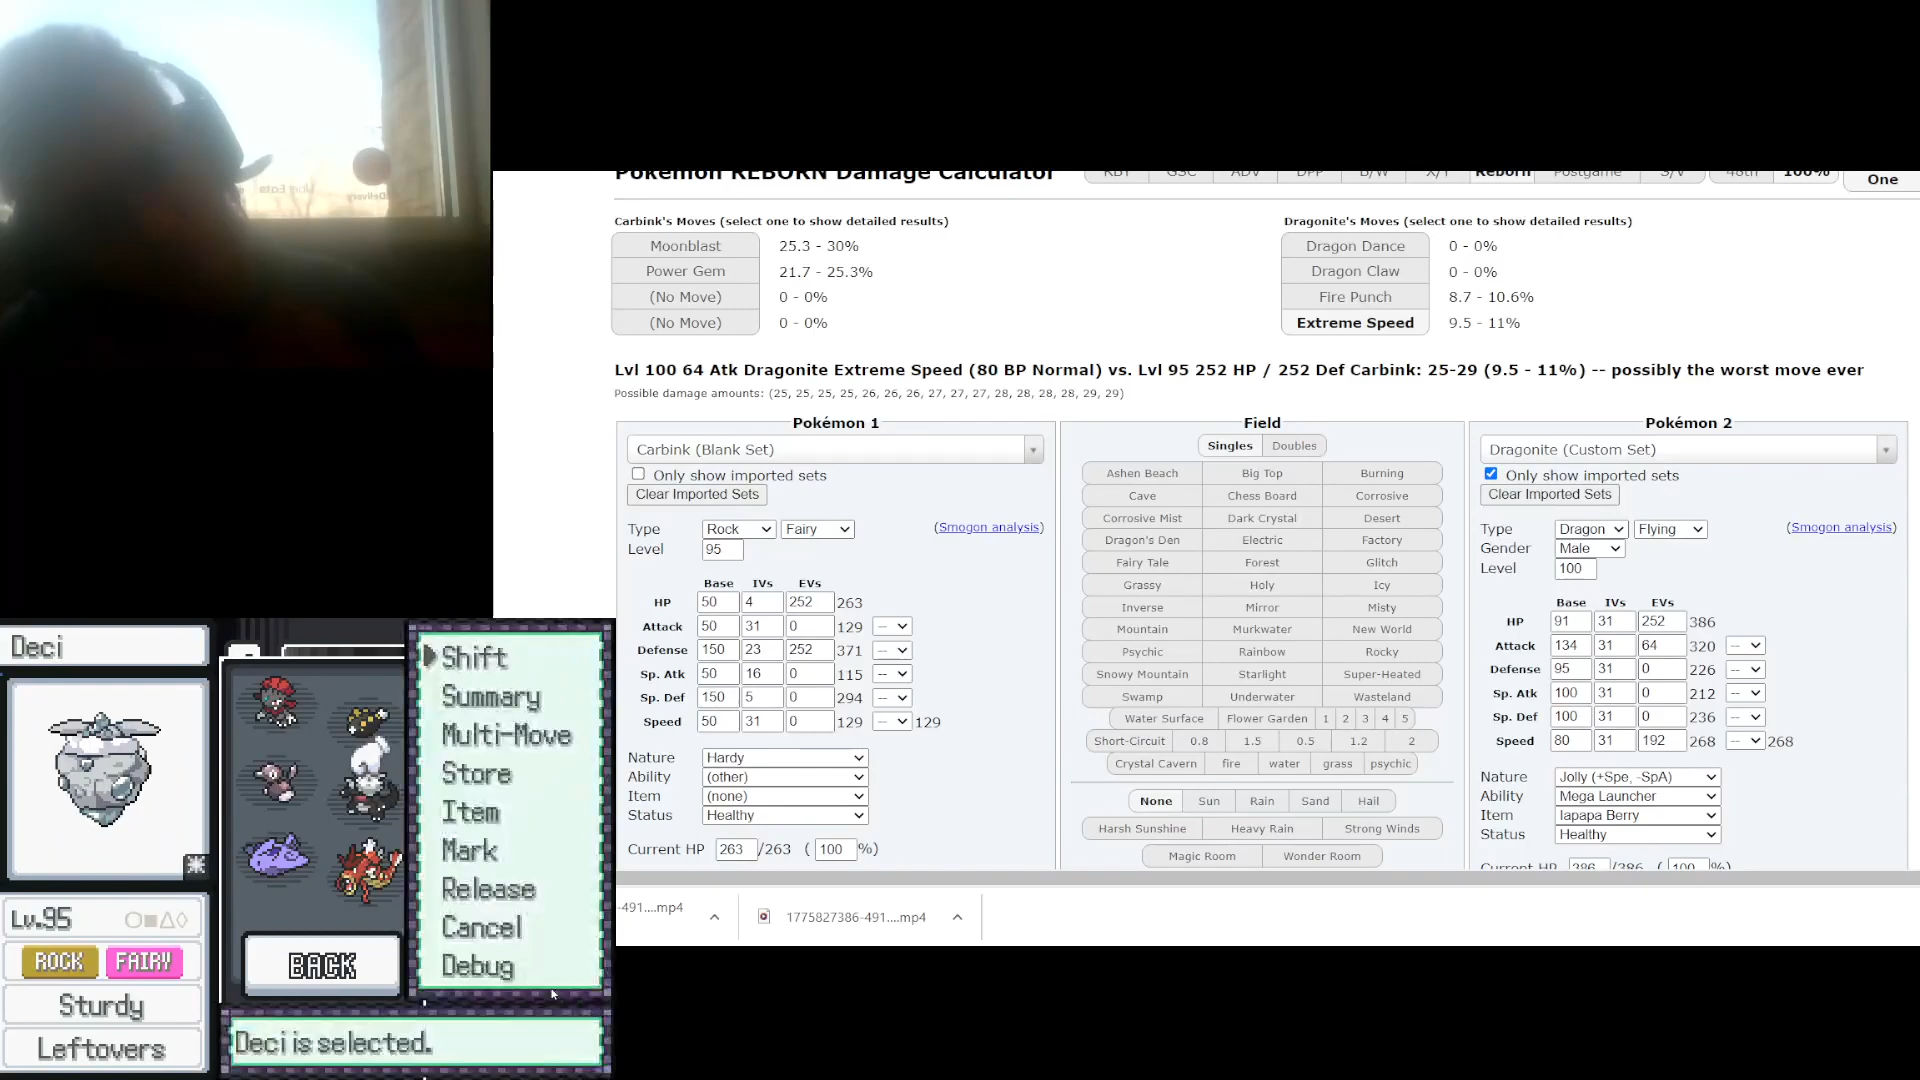 Pokémon REBORN Damage Calculator RBY GSC ADV DPP B/W X/Y Reborn Postgame S/V 48th 100% One
Carbink's Moves (select one to show detailed results)
Moonblast 25.3 - 30%
Power Gem 21.7 - 25.3%
(No Move) 0 - 0%
(No Move) 0 - 0%
Dragonite's Moves (select one to show detailed results)
Dragon Dance 0 - 0%
Dragon Claw 0 - 0%
Fire Punch 8.7 - 10.6%
Extreme Speed 9.5 - 11%
Lvl 100 64 Atk Dragonite Extreme Speed (80 BP Normal) vs. Lvl 95 252 HP / 252 Def Carbink: 25-29 (9.5 - 11%) -- possibly the worst move ever
Possible damage amounts: (25, 25, 25, 25, 26, 26, 26, 27, 27, 27, 28, 28, 28, 28, 29, 29)
Pokémon 1
Carbink (Blank Set)
Only show imported sets
Clear Imported Sets
Type Rock Fairy (Smogon analysis)
Level 95
Base IVs EVs
HP 50 4 252 263
Attack 50 31 0 129 --
Defense 150 23 252 371 --
Sp. Atk 50 16 0 115 --
Sp. Def 150 5 0 294 --
Speed 50 31 0 129 -- 129
Nature Hardy
Ability (other)
Item (none)
Status Healthy
Current HP 263 /263 ( 100 %)
Field
Singles Doubles
Ashen Beach Big Top Burning
Cave Chess Board Corrosive
Corrosive Mist Dark Crystal Desert
Dragon's Den Electric Factory
Fairy Tale Forest Glitch
Grassy Holy Icy
Inverse Mirror Misty
Mountain Murkwater New World
Psychic Rainbow Rocky
Snowy Mountain Starlight Super-Heated
Swamp Underwater Wasteland
Water Surface Flower Garden 1 2 3 4 5
Short-Circuit 0.8 1.5 0.5 1.2 2
Crystal Cavern fire water grass psychic
None Sun Rain Sand Hail
Harsh Sunshine Heavy Rain Strong Winds
Magic Room Wonder Room
Pokémon 2
Dragonite (Custom Set)
Only show imported sets
Clear Imported Sets
Type Dragon Flying (Smogon analysis)
Gender Male
Level 100
Base IVs EVs
HP 91 31 252 386
Attack 134 31 64 320 --
Defense 95 31 0 226 --
Sp. Atk 100 31 0 212 --
Sp. Def 100 31 0 236 --
Speed 80 31 192 268 -- 268
Nature Jolly (+Spe, -SpA)
Ability Mega Launcher
Item Iapapa Berry
Status Healthy
Current HP 386 /386 ( 100 %)
-491....mp4
1775827386-491....mp4
Deci
Lv.95
ROCK FAIRY
Sturdy
Leftovers
BACK
Shift
Summary
Multi-Move
Store
Item
Mark
Release
Cancel
Debug
Deci is selected.